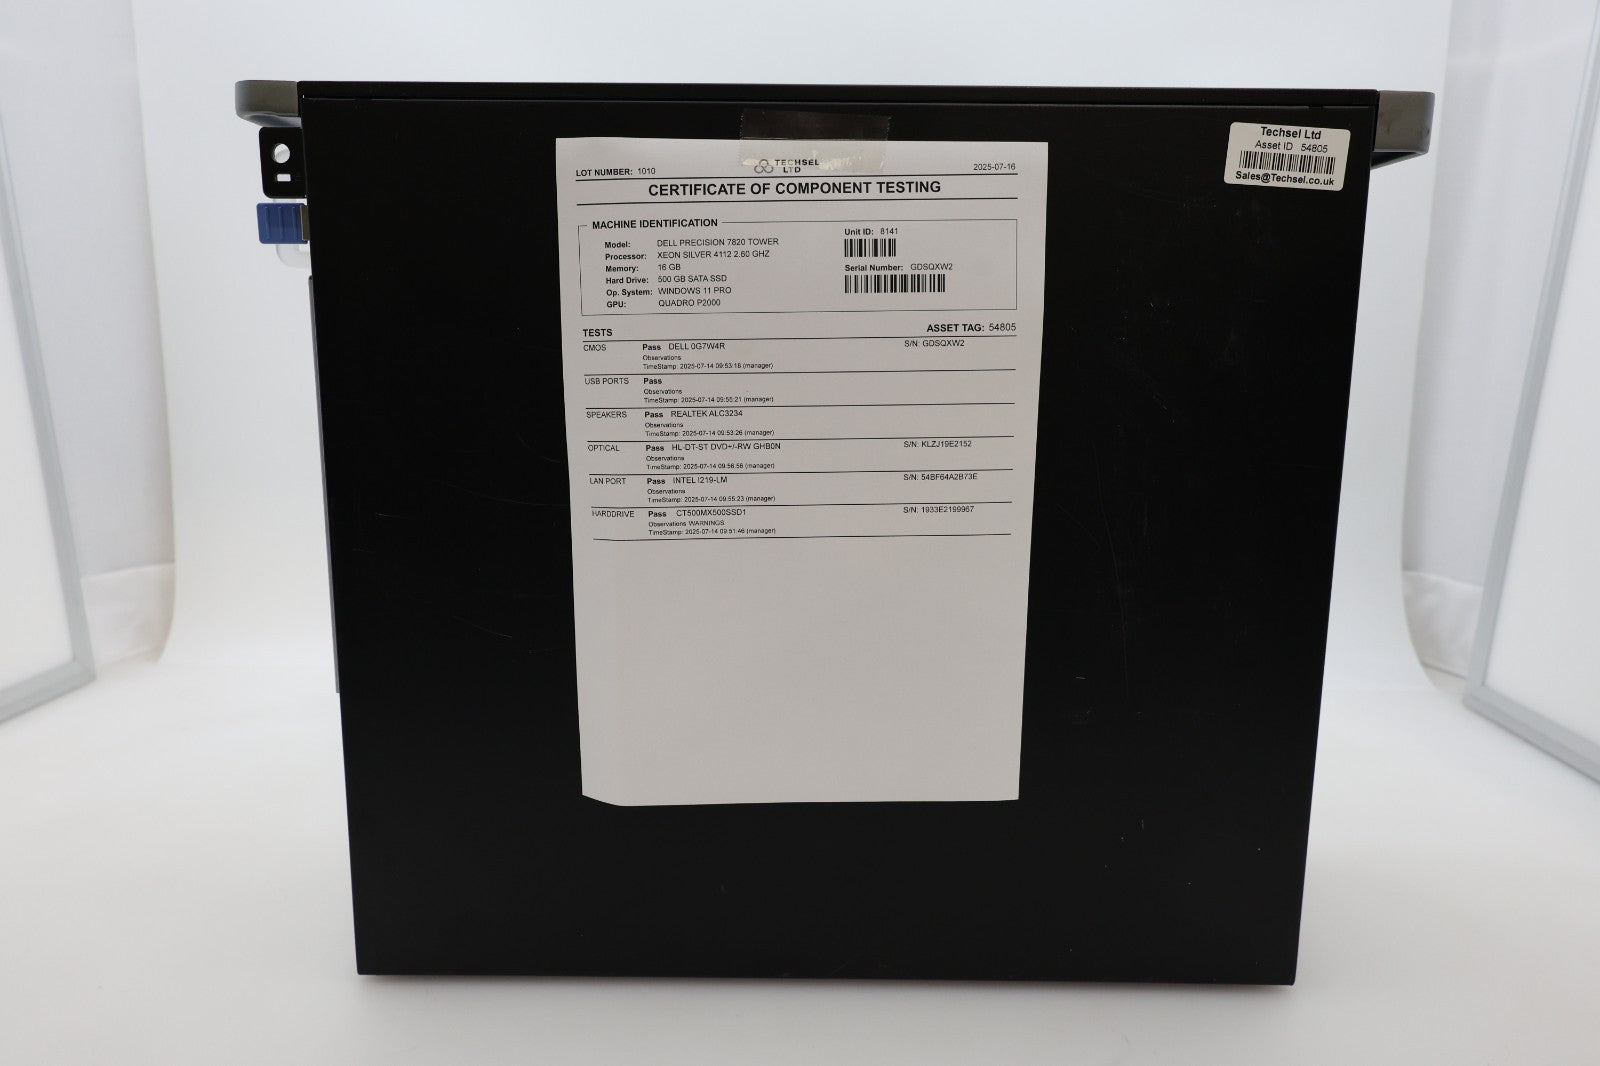 Techsel Ltd
Asset ID 54805
Sales@Techsel.co.uk
TECHSEL
LTD
LOT NUMBER: 1010
2025-07-16
CERTIFICATE OF COMPONENT TESTING
MACHINE IDENTIFICATION
Model: DELL PRECISION 7820 TOWER
Processor: XEON SILVER 4112 2.60 GHZ
Memory: 16 GB
Hard Drive: 500 GB SATA SSD
Op. System: WINDOWS 11 PRO
GPU: QUADRO P2000
Unit ID: 8141
Serial Number: GDSQXW2
TESTS
ASSET TAG: 54805
CMOS Pass DELL 0G7W4R S/N: GDSQXW2
Observations
TimeStamp: 2025-07-14 09:53:18 (manager)
USB PORTS Pass
Observations
TimeStamp: 2025-07-14 09:55:21 (manager)
SPEAKERS Pass REALTEK ALC3234
Observations
TimeStamp: 2025-07-14 09:53:26 (manager)
OPTICAL Pass HL-DT-ST DVD+/-RW GHB0N S/N: KLZJ19E2152
Observations
TimeStamp: 2025-07-14 09:56:56 (manager)
LAN PORT Pass INTEL I219-LM S/N: 54BF64A2B73E
Observations
TimeStamp: 2025-07-14 09:55:23 (manager)
HARDDRIVE Pass CT500MX500SSD1 S/N: 1933E2199967
Observations WARNINGS
TimeStamp: 2025-07-14 09:51:46 (manager)